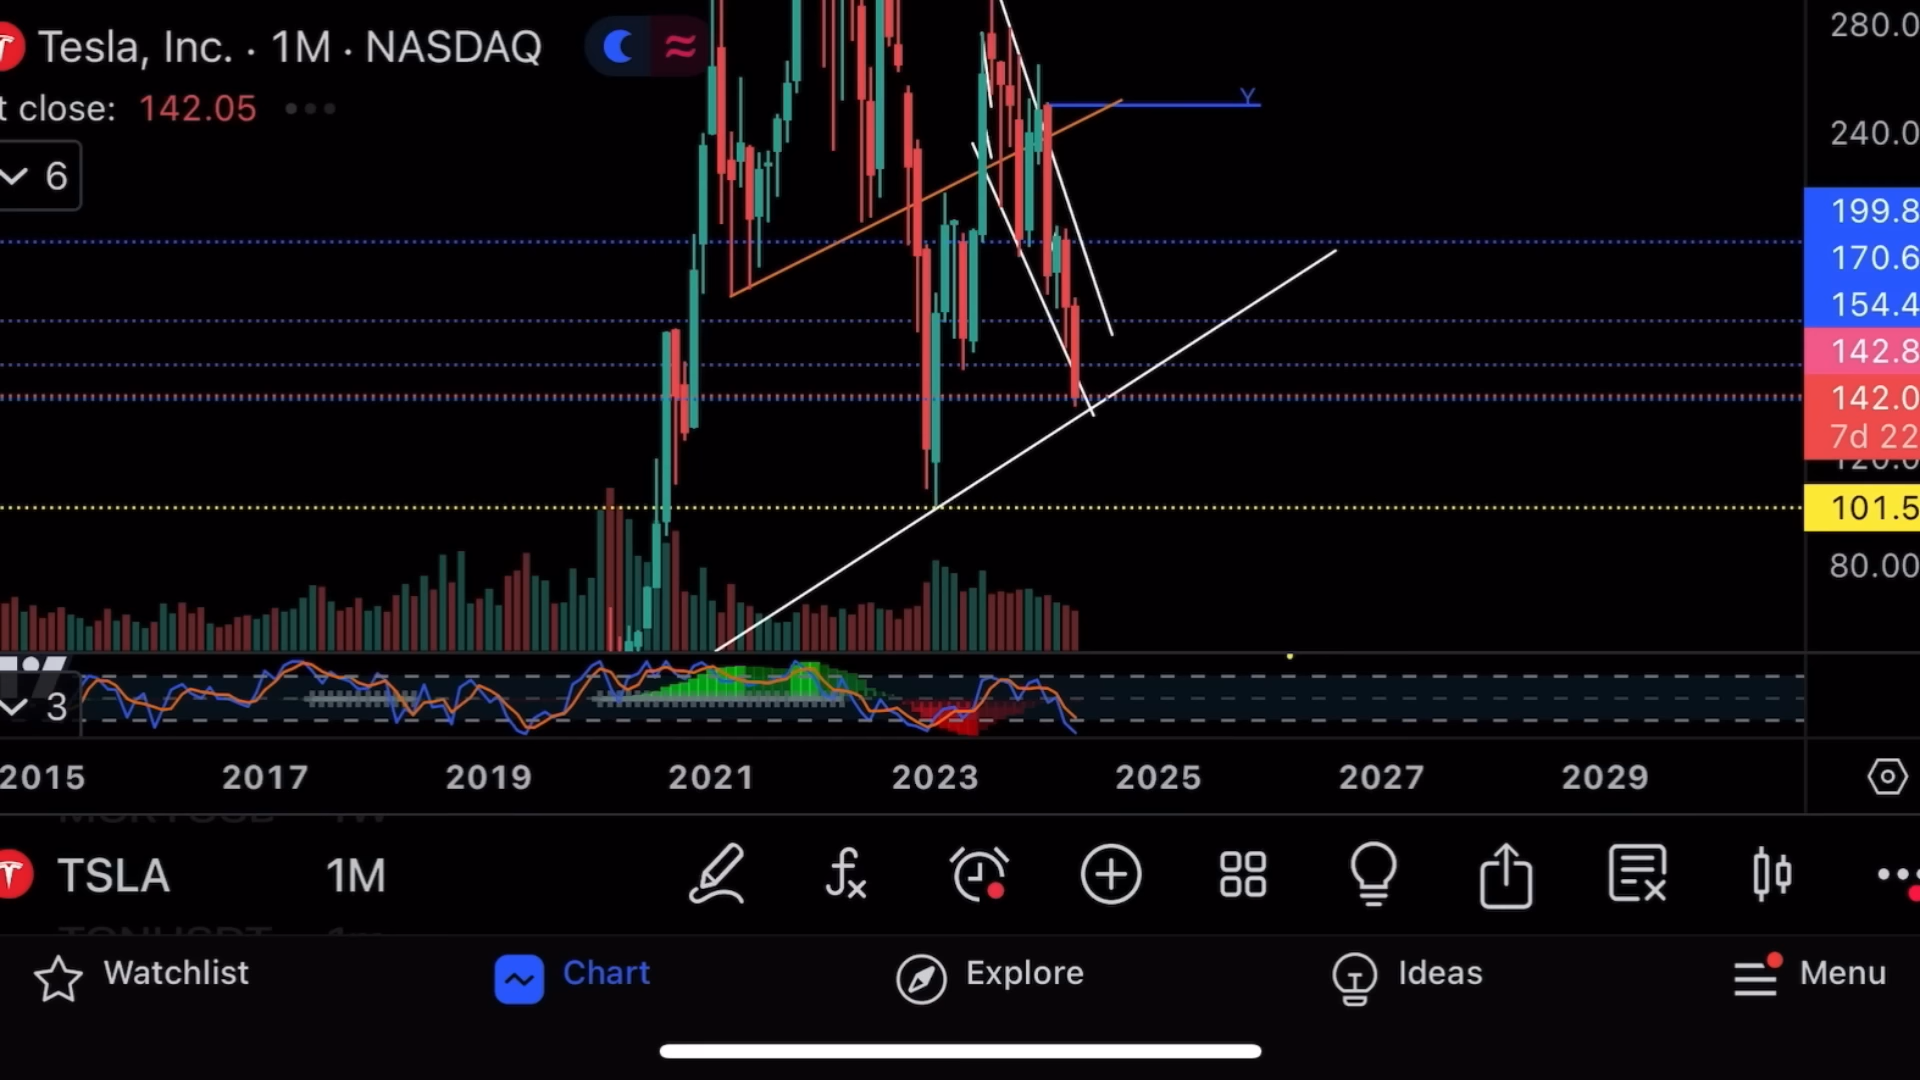 Tesla, Inc. · 1M · NASDAQ
t close: 142.05
6
Y
280.0
240.0
199.8
170.6
154.4
142.8
142.0
7d 22
120.0
101.5
80.00
3
2015 2017 2019 2021 2023 2025 2027 2029
TSLA 1M
Watchlist Chart Explore Ideas Menu